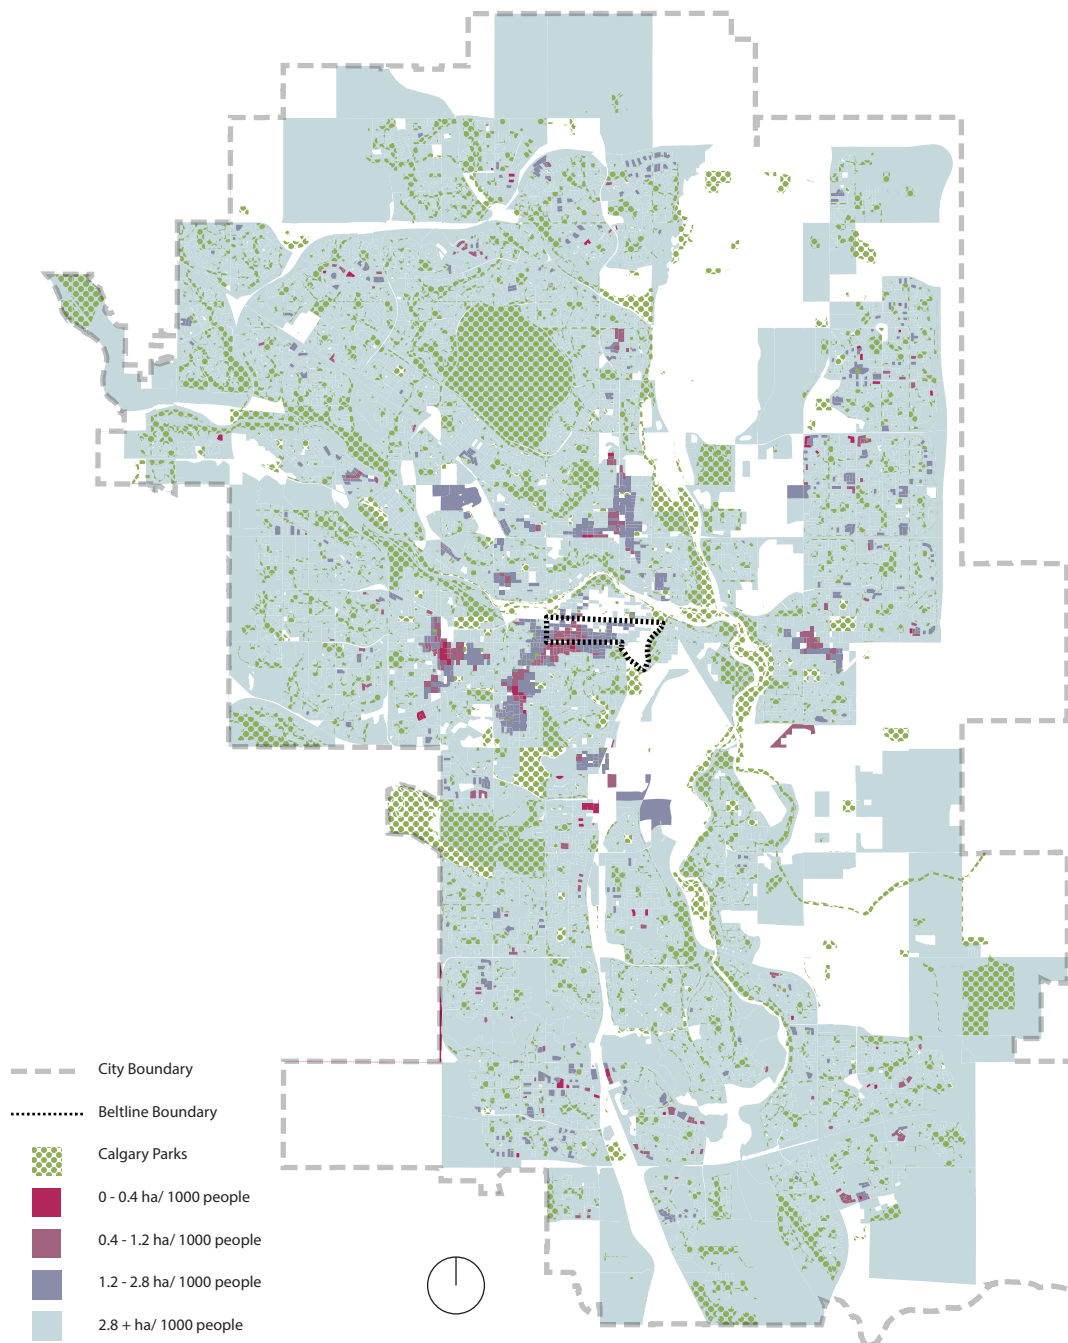 City Boundary
Beltline Boundary
Calgary Parks
0 - 0.4 ha/ 1000 people
0.4 - 1.2 ha/ 1000 people
1.2 - 2.8 ha/ 1000 people
2.8 + ha/ 1000 people